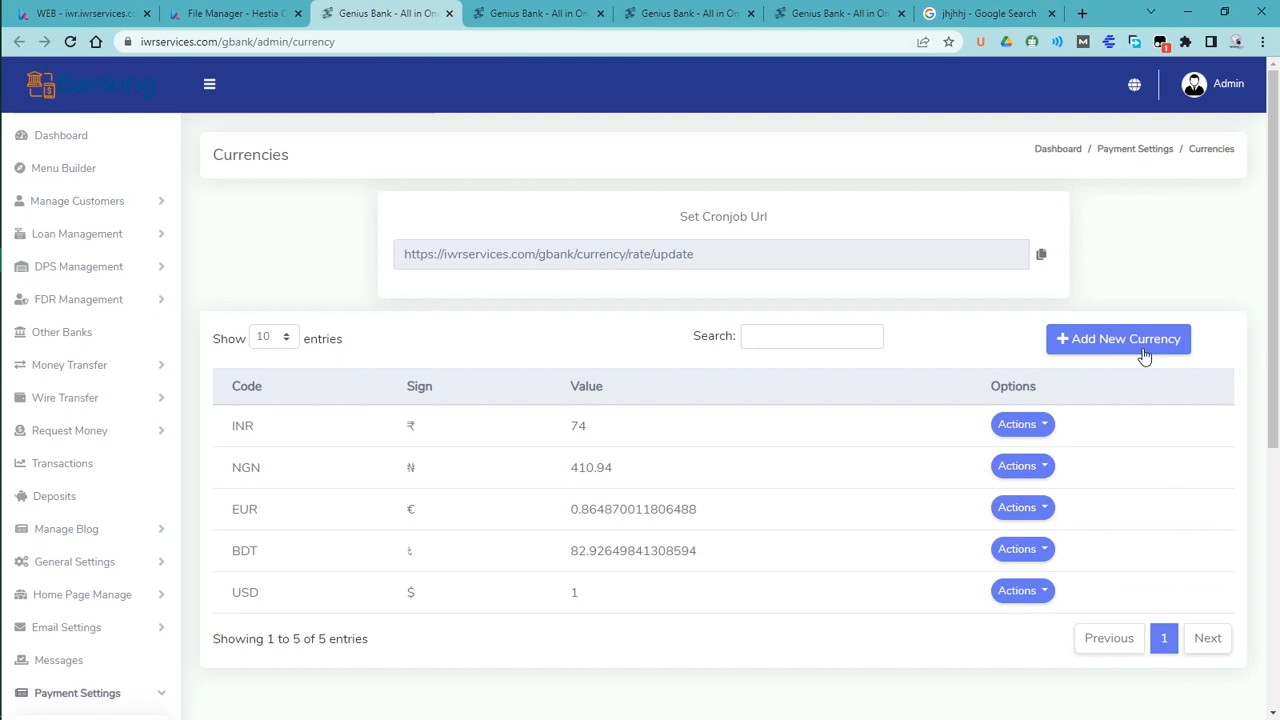 WEB - iwr.iwrservices.c
File Manager - Hestia C
Genius Bank - All in On
Genius Bank - All in On
Genius Bank - All in On
Genius Bank - All in On
jhjhhj - Google Search
iwrservices.com/gbank/admin/currency
1
Banking
Admin
Dashboard
Menu Builder
Manage Customers
Loan Management
DPS Management
FDR Management
Other Banks
Money Transfer
Wire Transfer
Request Money
Transactions
Deposits
Manage Blog
General Settings
Home Page Manage
Email Settings
Messages
Payment Settings
Currencies
Dashboard / Payment Settings / Currencies
Set Cronjob Url
https://iwrservices.com/gbank/currency/rate/update
Show 10 entries
Search:
Add New Currency
Code Sign Value Options
INR ₹ 74 Actions
NGN ₦ 410.94 Actions
EUR € 0.864870011806488 Actions
BDT ৳ 82.92649841308594 Actions
USD $ 1 Actions
Showing 1 to 5 of 5 entries
Previous 1 Next